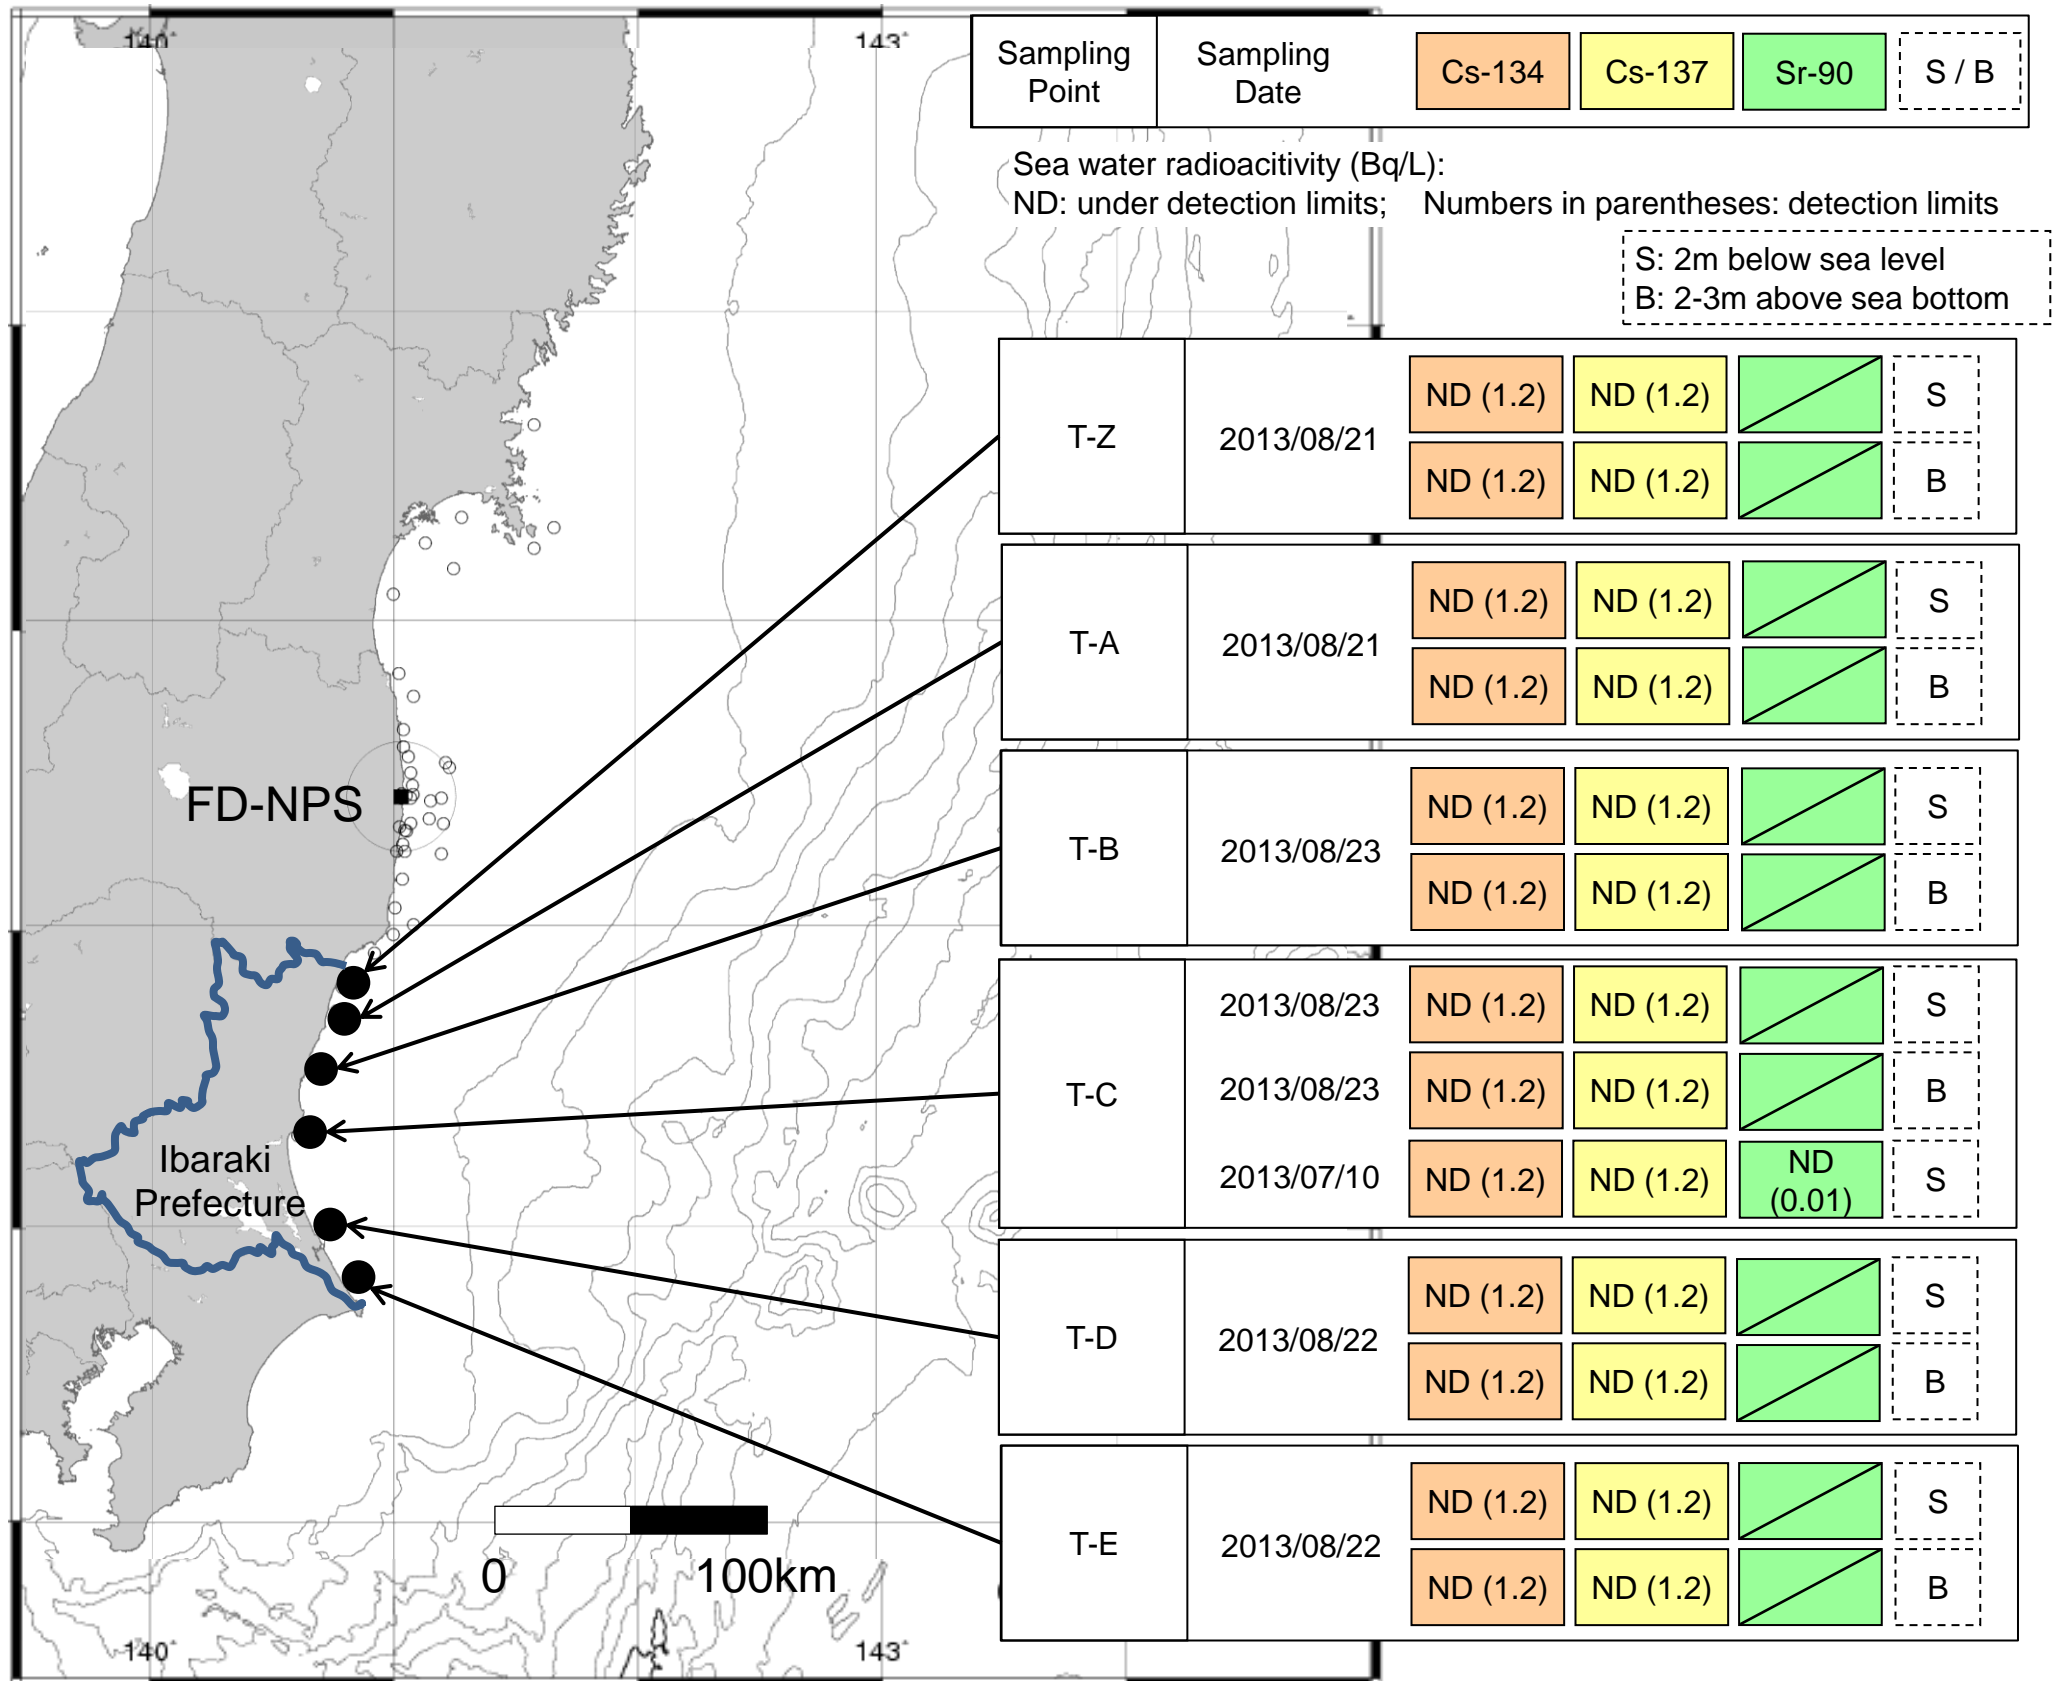 140°
143°
Sampling
Point
Sampling
Date
Cs-134
Cs-137
Sr-90
S / B
Sea water radioacitivity (Bq/L):
ND: under detection limits; Numbers in parentheses: detection limits
S: 2m below sea level
B: 2-3m above sea bottom
T-Z
2013/08/21
ND (1.2) ND (1.2) S
ND (1.2) ND (1.2) B
T-A
2013/08/21
ND (1.2) ND (1.2) S
ND (1.2) ND (1.2) B
FD-NPS
T-B
2013/08/23
ND (1.2) ND (1.2) S
ND (1.2) ND (1.2) B
T-C
2013/08/23 ND (1.2) ND (1.2) S
2013/08/23 ND (1.2) ND (1.2) B
2013/07/10 ND (1.2) ND (1.2) ND
(0.01) S
Ibaraki
Prefecture
T-D
2013/08/22
ND (1.2) ND (1.2) S
ND (1.2) ND (1.2) B
T-E
2013/08/22
ND (1.2) ND (1.2) S
ND (1.2) ND (1.2) B
0 100km
140°
143°